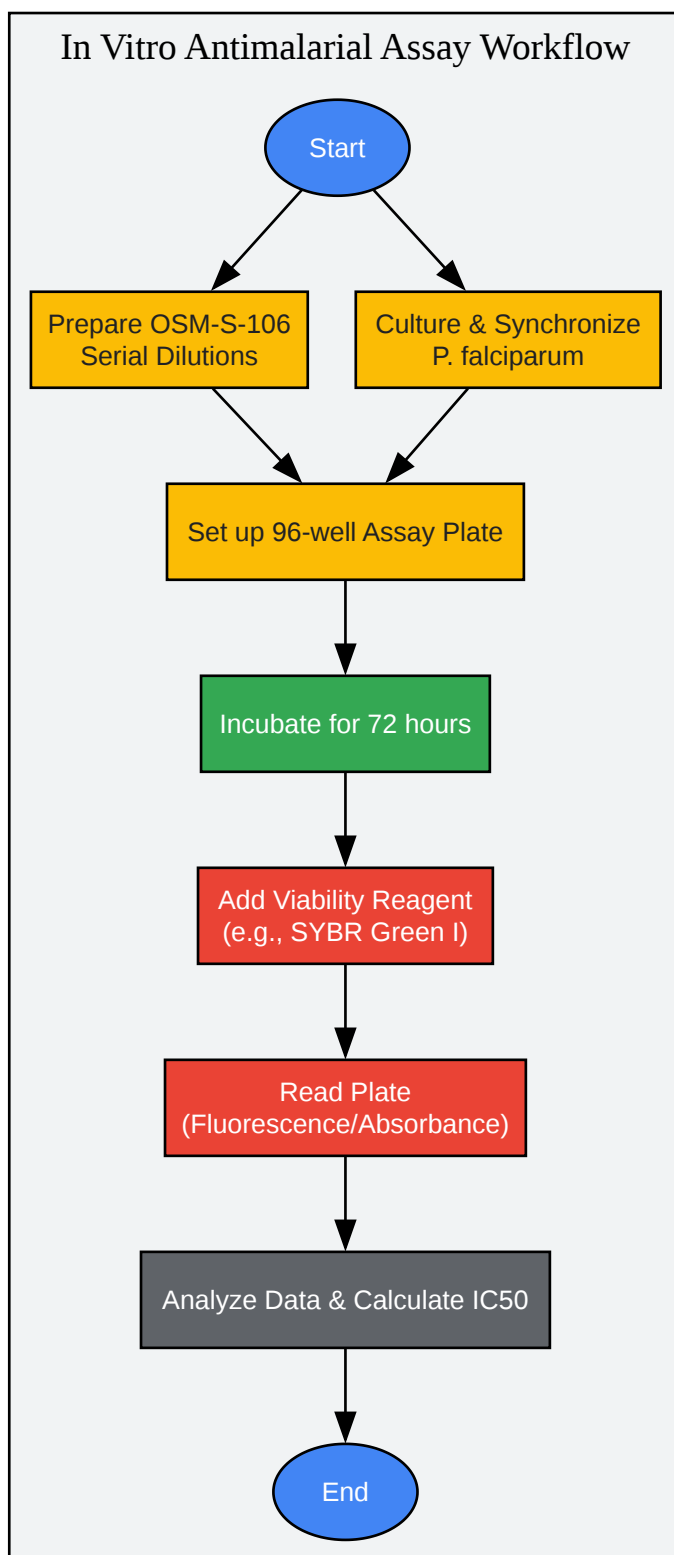 In Vitro Antimalarial Assay Workflow
Start
Prepare OSM-S-106
Serial Dilutions
Culture & Synchronize
P. falciparum
Set up 96-well Assay Plate
Incubate for 72 hours
Add Viability Reagent
(e.g., SYBR Green I)
Read Plate
(Fluorescence/Absorbance)
Analyze Data & Calculate IC50
End